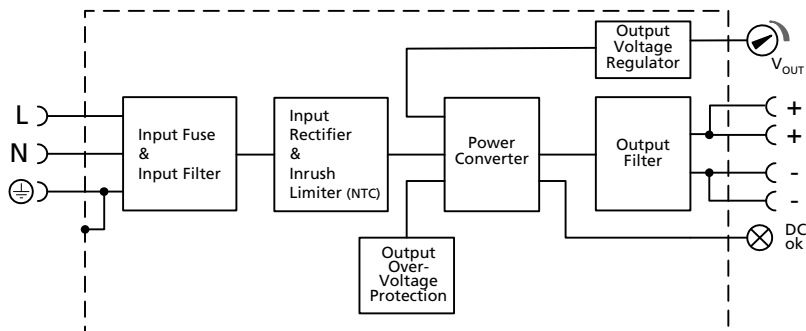 Output
Voltage
Regulator
VOUT
L
N
Input Fuse
&
Input Filter
Input
Rectifier
&
Inrush
Limiter (NTC)
Power
Converter
Output
Filter
+
+
-
-
Output
Over-
Voltage
Protection
DC
ok